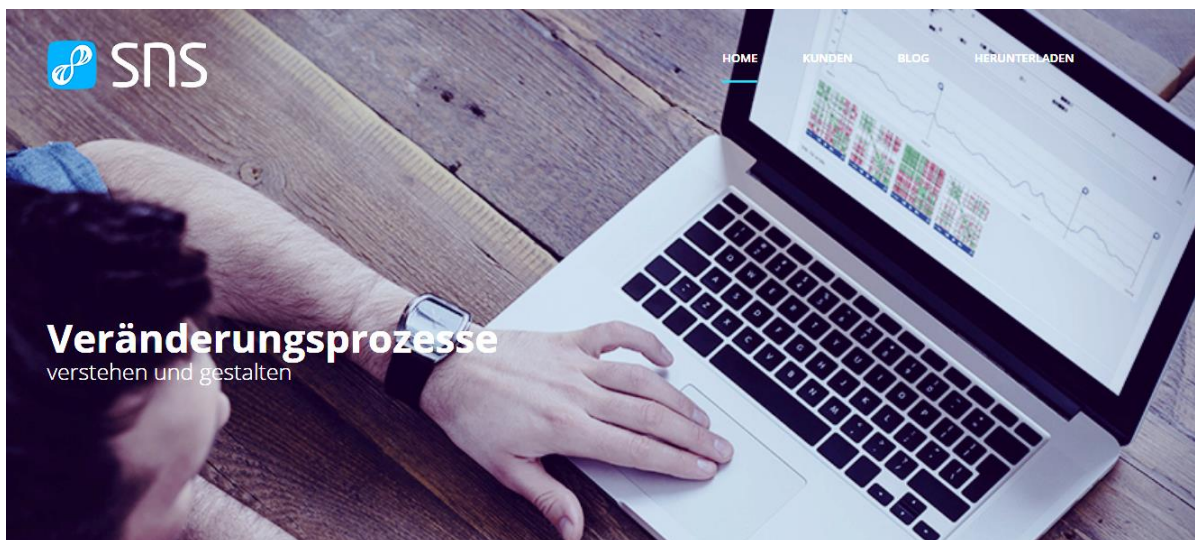 SNS
HOME KUNDEN BLOG HERUNTERLADEN
Veränderungsprozesse
verstehen und gestalten